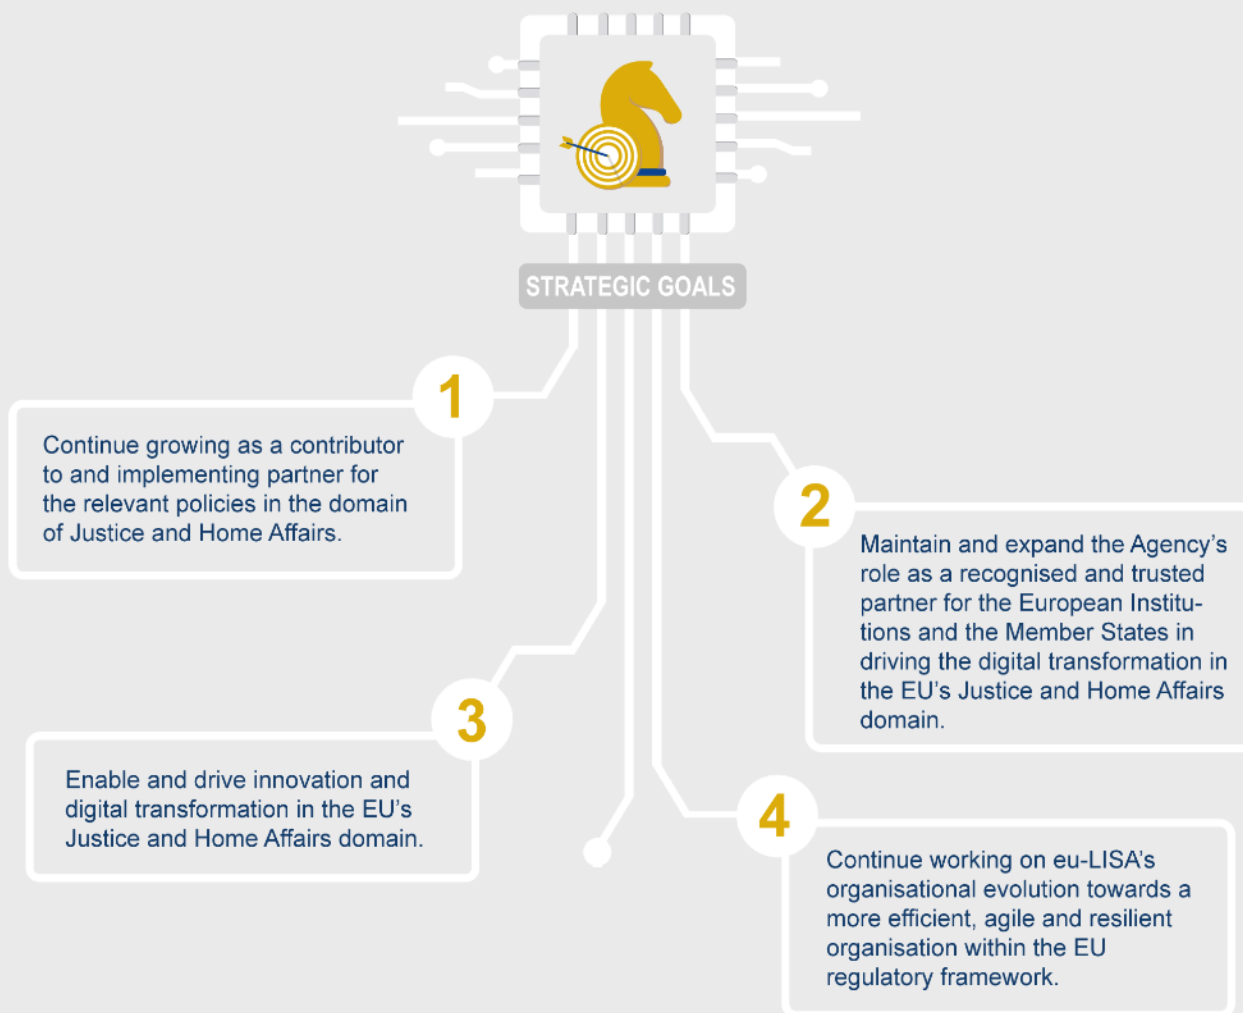 STRATEGIC GOALS
1
Continue growing as a contributor
to and implementing partner for
the relevant policies in the domain
of Justice and Home Affairs.
2
Maintain and expand the Agency’s
role as a recognised and trusted
partner for the European Institu-
tions and the Member States in
driving the digital transformation in
the EU’s Justice and Home Affairs
domain.
3
Enable and drive innovation and
digital transformation in the EU’s
Justice and Home Affairs domain.
4
Continue working on eu-LISA’s
organisational evolution towards a
more efficient, agile and resilient
organisation within the EU
regulatory framework.